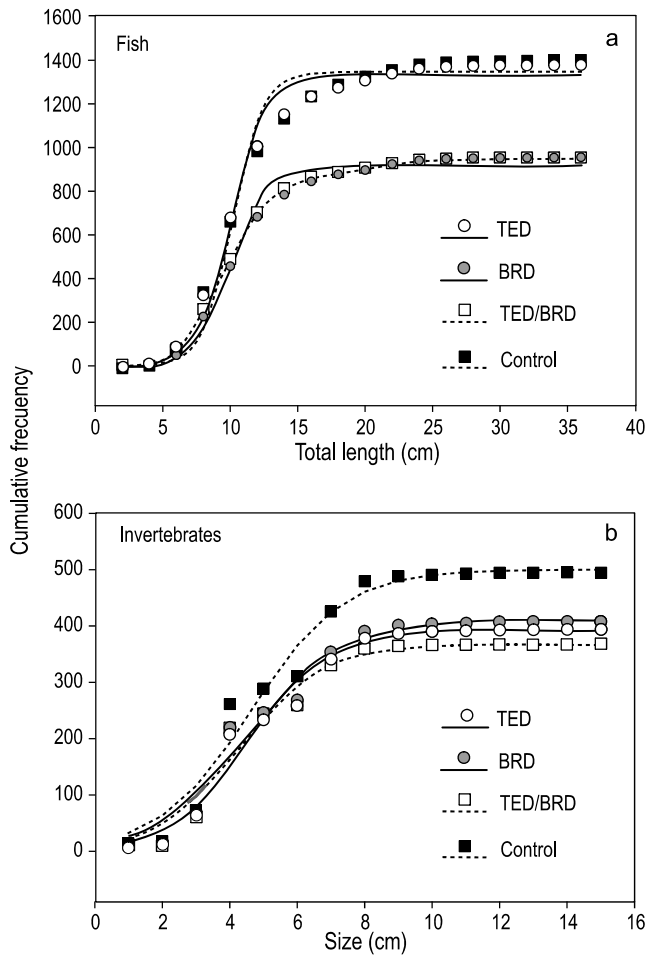 Fish
a
1600
1400
1200
1000
800
600
400
200
0
TED
BRD
TED/BRD
Control
0 5 10 15 20 25 30 35 40
Total length (cm)
Cumulative frecuency
Invertebrates
b
600
500
400
300
200
100
0
TED
BRD
TED/BRD
Control
0 2 4 6 8 10 12 14 16
Size (cm)